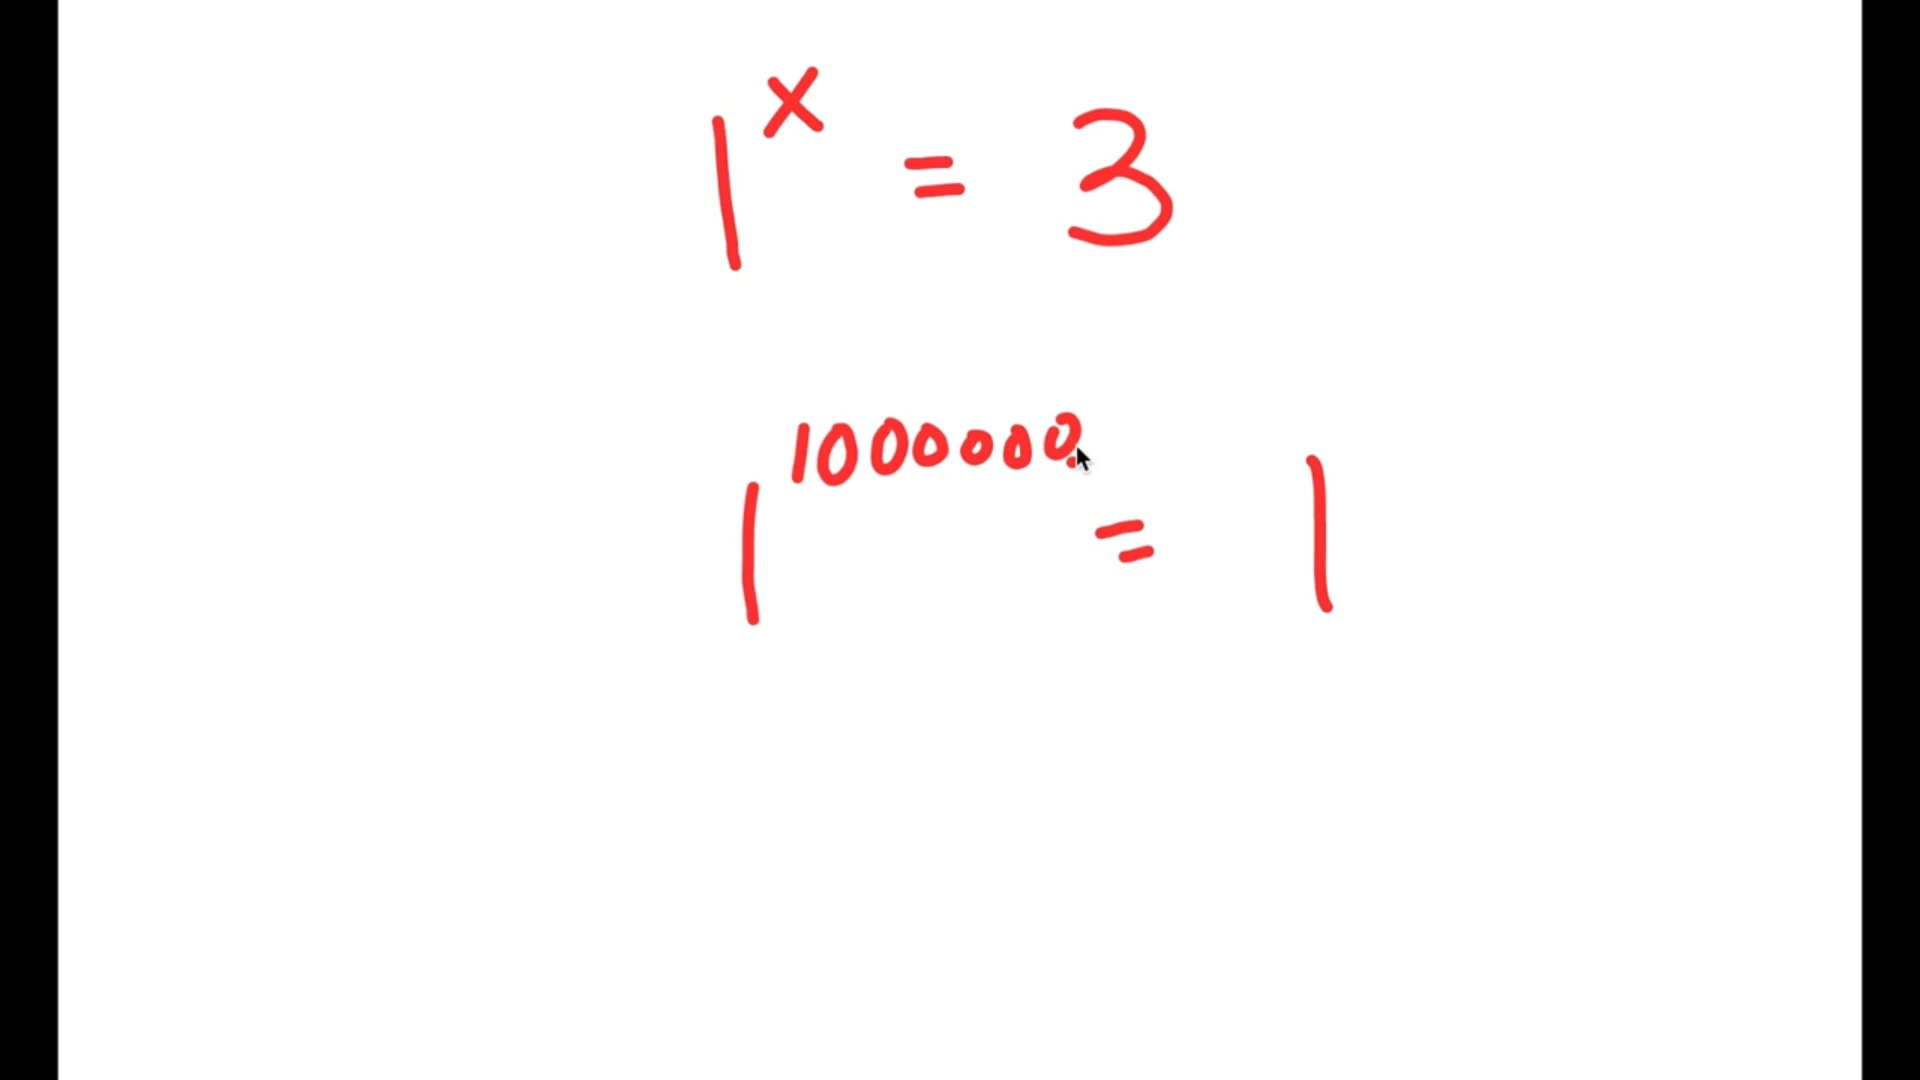 1^x = 3
1^1000000 = 1